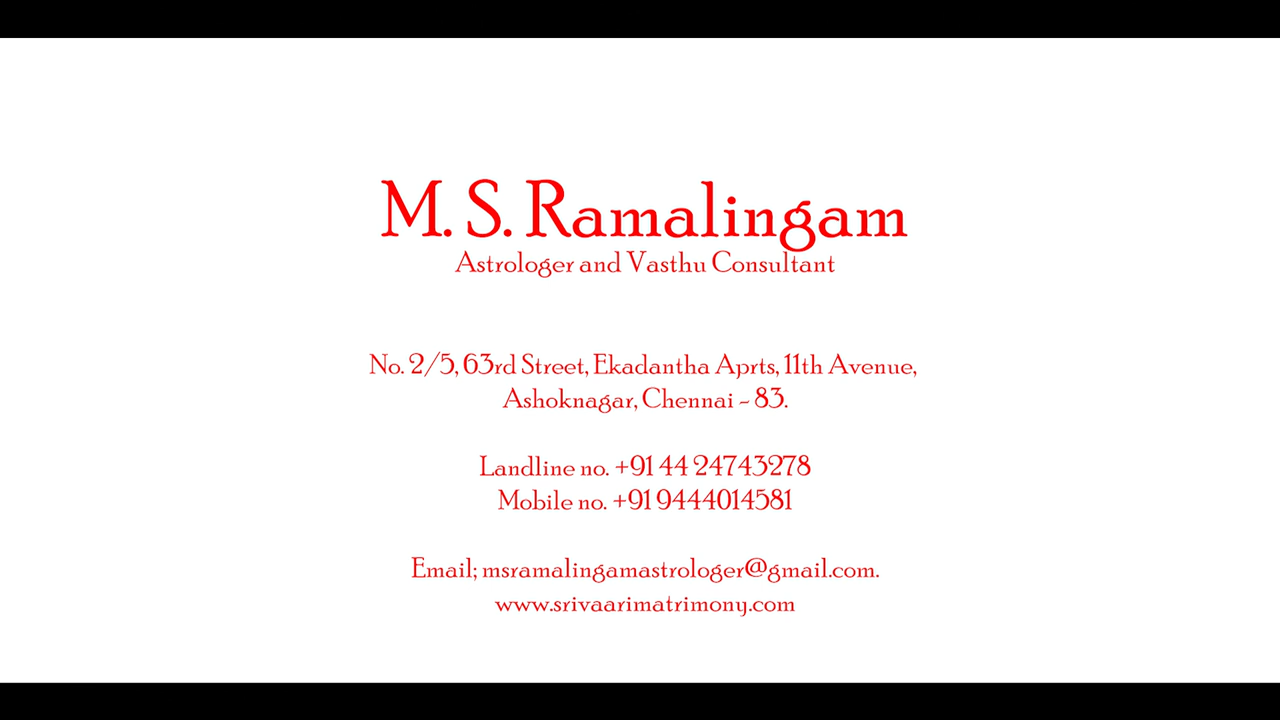 M. S. Ramalingam
Astrologer and Vasthu Consultant
No. 2/5, 63rd Street, Ekadantha Aprts, 11th Avenue,
Ashoknagar, Chennai - 83.
Landline no. +91 44 24743278
Mobile no. +91 9444014581
Email; msramalingamastrologer@gmail.com.
www.srivaarimatrimony.com